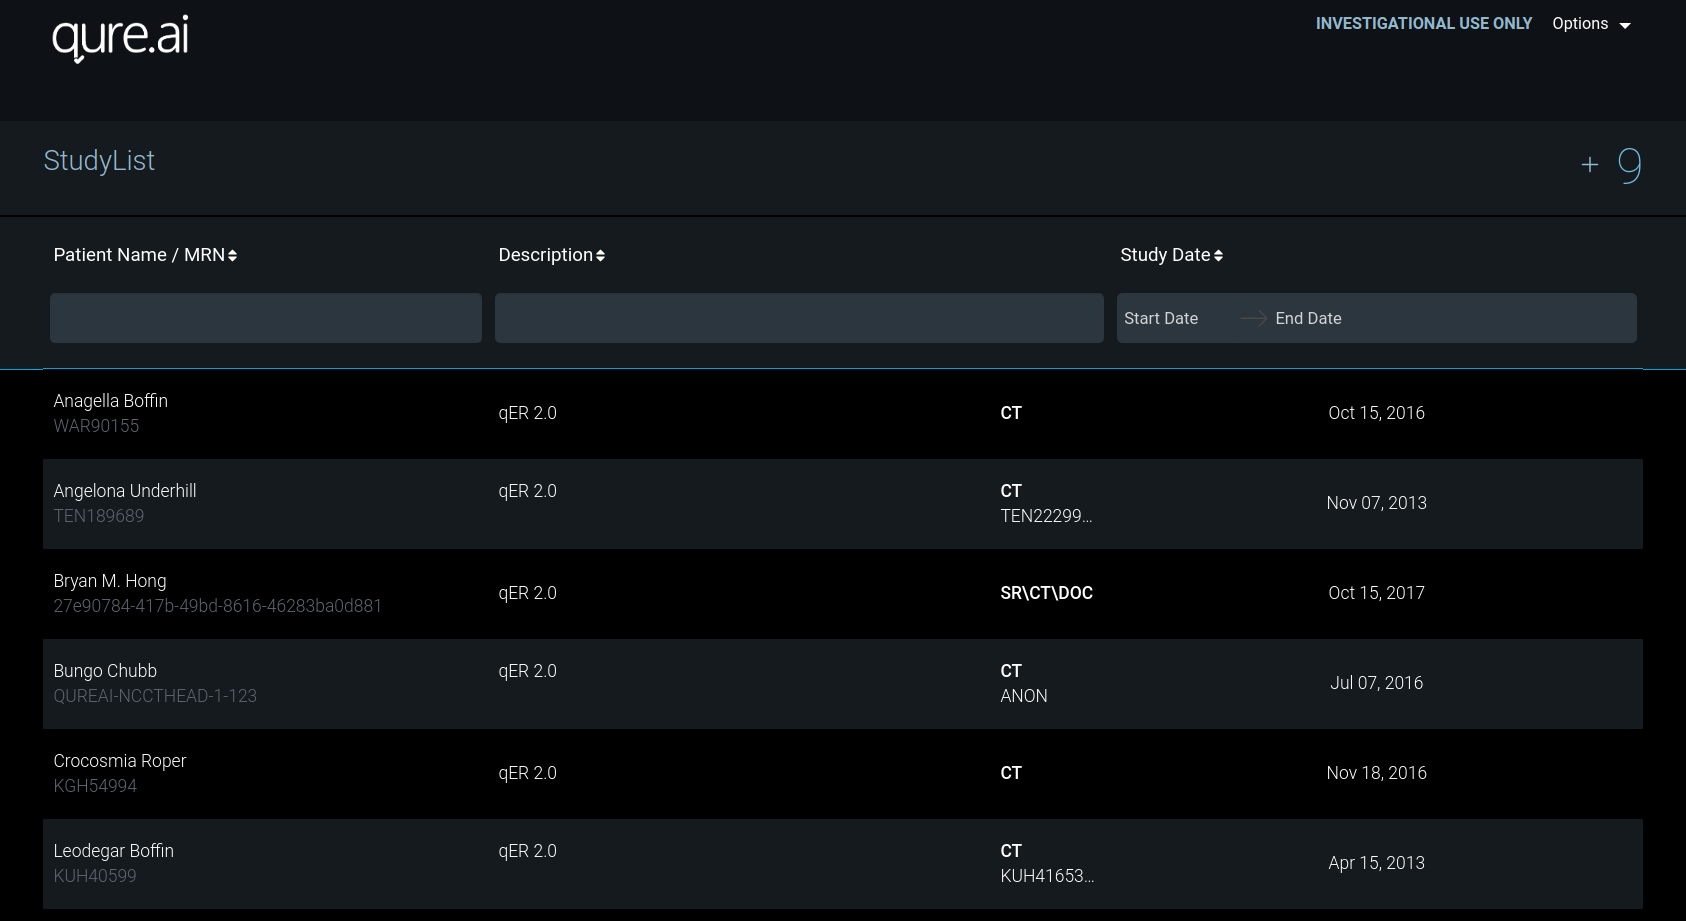 qure.ai
INVESTIGATIONAL USE ONLY Options
StudyList
+ 9
Patient Name / MRN Description Study Date
Start Date End Date
Anagella Boffin
WAR90155
qER 2.0
CT
Oct 15, 2016
Angelona Underhill
TEN189689
qER 2.0
CT
TEN22299...
Nov 07, 2013
Bryan M. Hong
27e90784-417b-49bd-8616-46283ba0d881
qER 2.0
SR\CT\DOC
Oct 15, 2017
Bungo Chubb
QUREAI-NCCTHEAD-1-123
qER 2.0
CT
ANON
Jul 07, 2016
Crocosmia Roper
KGH54994
qER 2.0
CT
Nov 18, 2016
Leodegar Boffin
KUH40599
qER 2.0
CT
KUH41653...
Apr 15, 2013